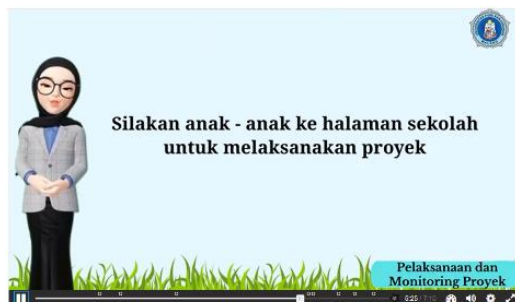 Silakan anak - anak ke halaman sekolah
untuk melaksanakan proyek
Pelaksanaan dan
Monitoring Proyek